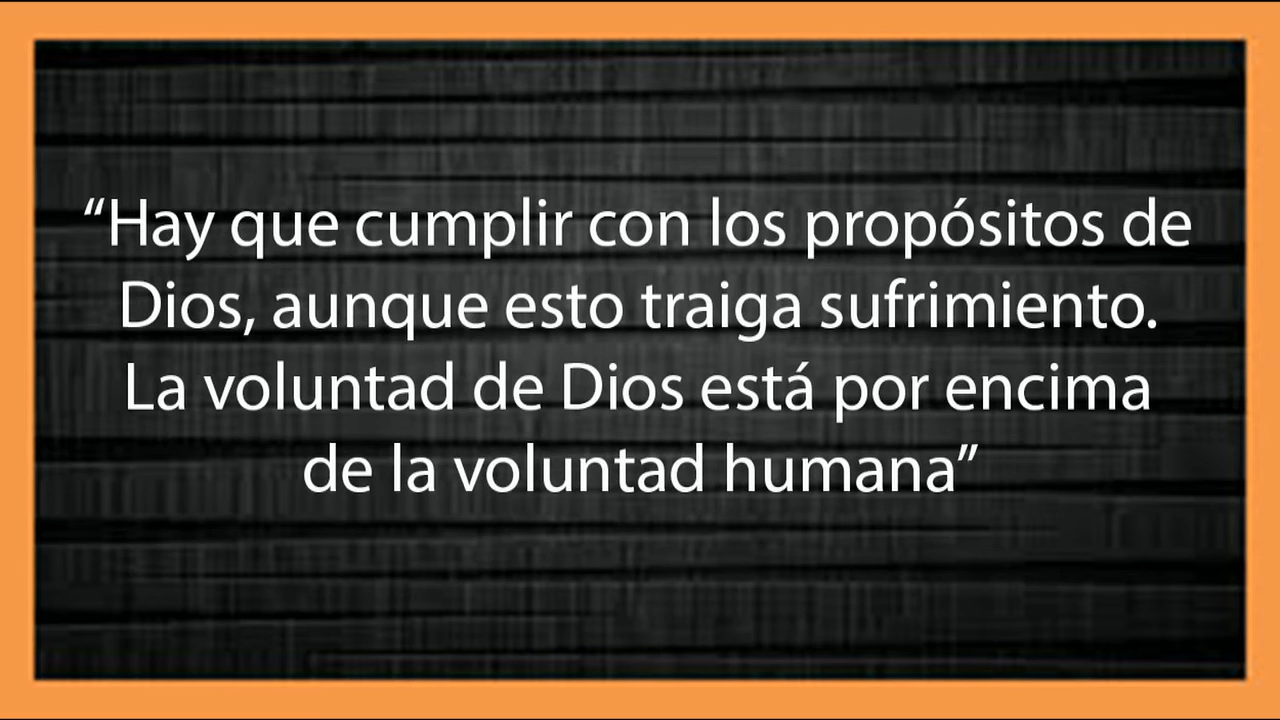 “Hay que cumplir con los propósitos de
Dios, aunque esto traiga sufrimiento.
La voluntad de Dios está por encima
de la voluntad humana”